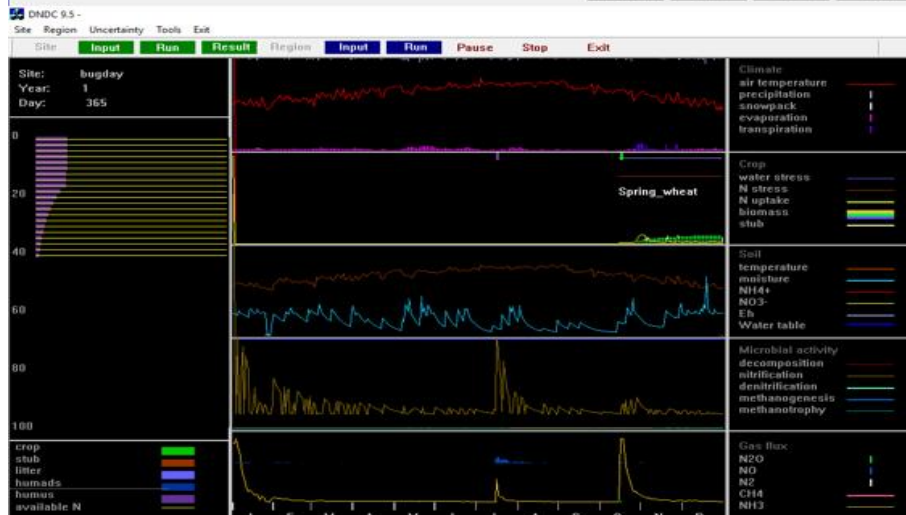 DNDC 9.5 -
Site Region Uncertainty Tools Exit
Site Input Run Result Region Input Run Pause Stop Exit
Site: bugday
Year: 1
Day: 365
0
20
40
60
80
100
crop
stub
litter
humads
humus
available N
Spring_wheat
Climate
air temperature
precipitation
snowpack
evaporation
transpiration
Crop
water stress
N stress
N uptake
biomass
stub
Soil
temperature
moisture
NH4+
NO3-
Eh
Water table
Microbial activity
decomposition
nitrification
denitrification
methanogenesis
methanotrophy
Gas flux
N2O
NO
N2
CH4
NH3